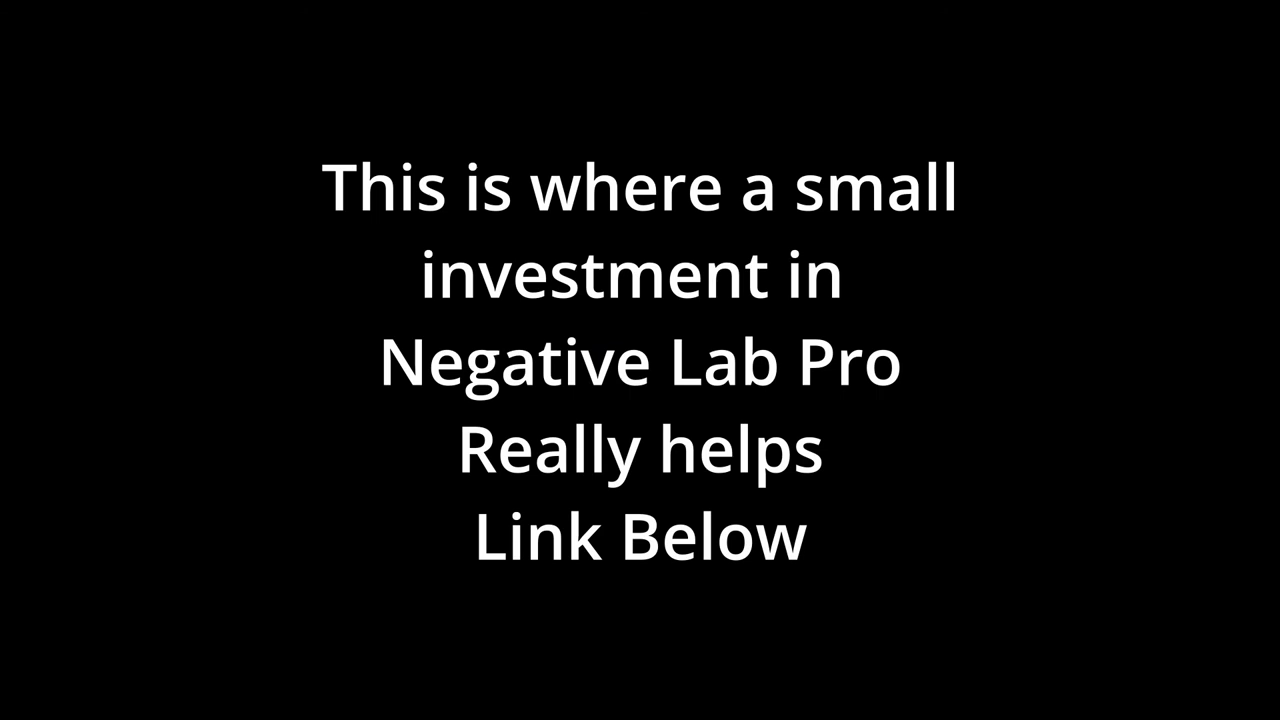 This is where a small
investment in
Negative Lab Pro
Really helps
Link Below